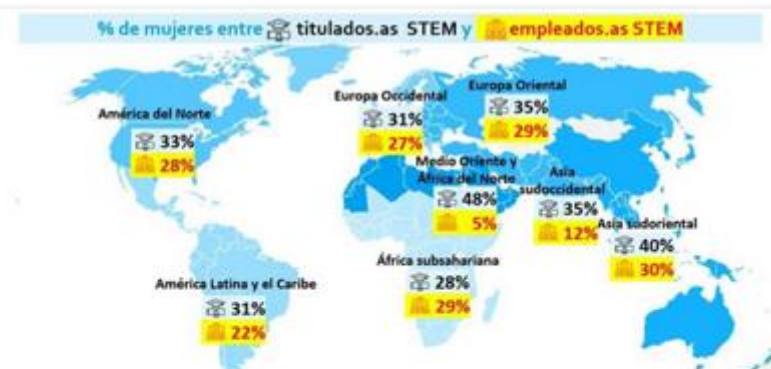 % de mujeres entre titulados.as STEM y empleados.as STEM
América del Norte
33%
28%
Europa Occidental
31%
27%
Europa Oriental
35%
29%
Medio Oriente y
África del Norte
48%
5%
Asia
sudoccidental
35%
12%
Asia sudoriental
40%
30%
América Latina y el Caribe
31%
22%
África subsahariana
28%
29%